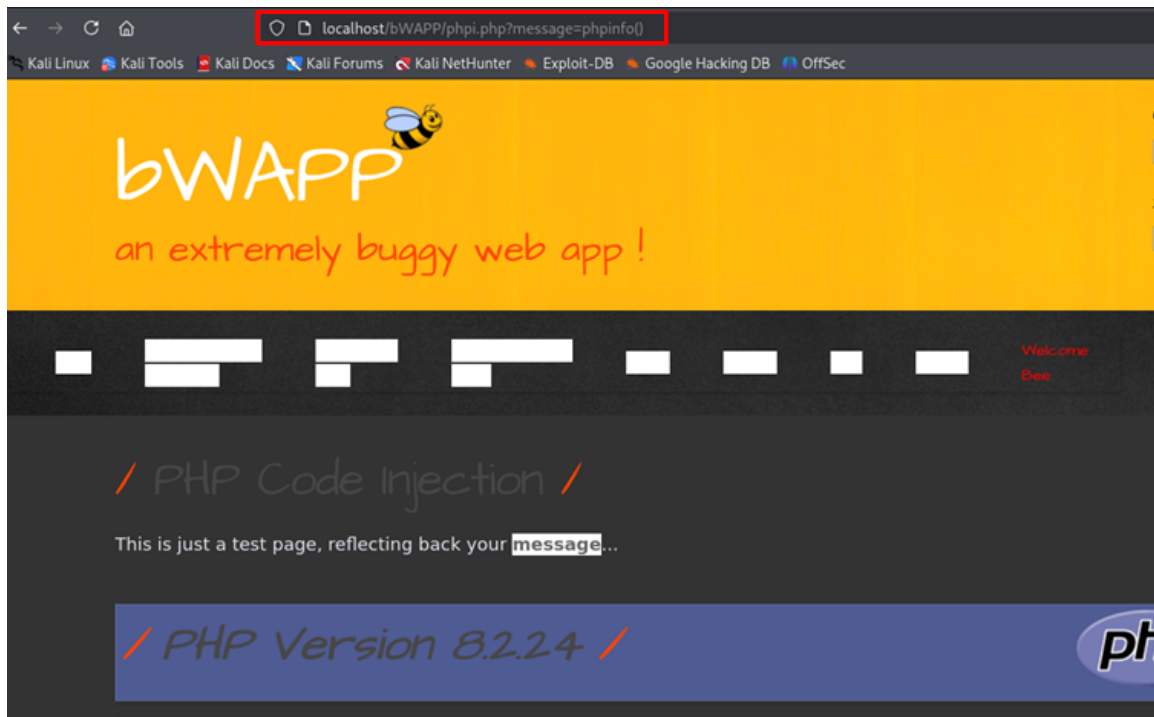 localhost/bWAPP/phpi.php?message=phpinfo()
Kali Linux Kali Tools Kali Docs Kali Forums Kali NetHunter Exploit-DB Google Hacking DB OffSec
bWAPP
an extremely buggy web app !
Welcome
Bee
/ PHP Code Injection /
This is just a test page, reflecting back your message...
/ PHP Version 8.2.24 /
ph